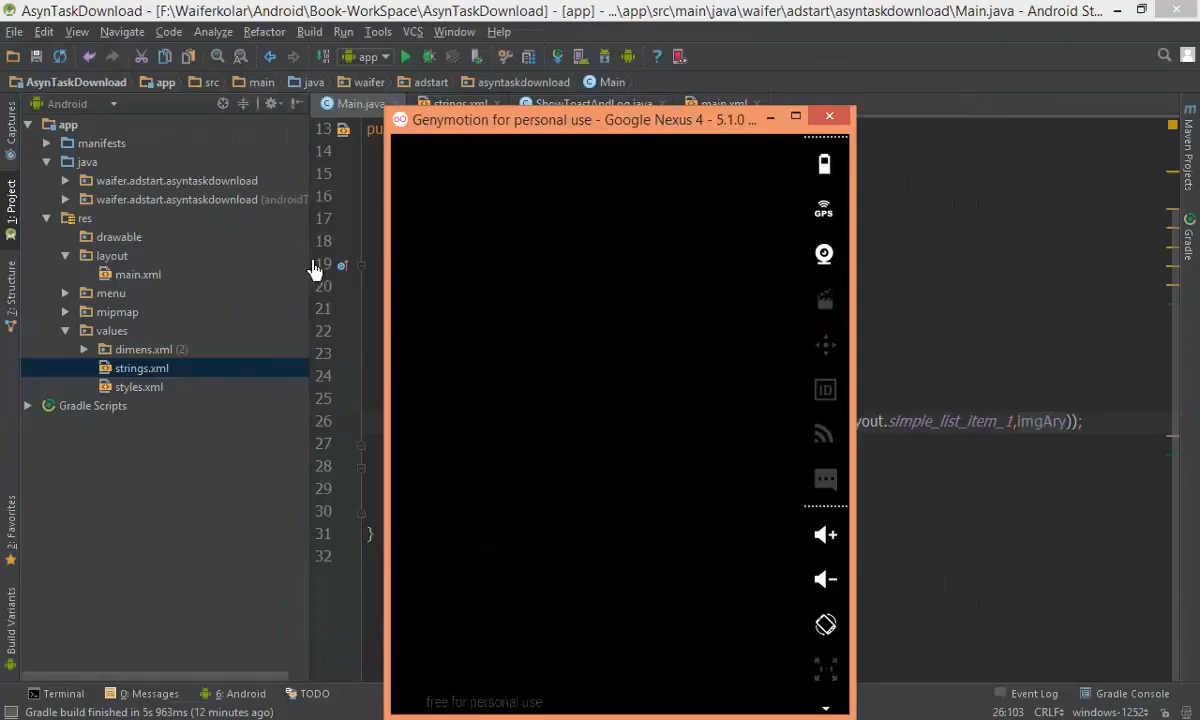 AsynTaskDownload - [F:\Waiferkolar\Android\Book-WorkSpace\AsynTaskDownload] - [app] - ...\app\src\main\java\waifer\adstart\asyntaskdownload\Main.java - Android St...
File Edit View Navigate Code Analyze Refactor Build Run Tools VCS Window Help
app
AsynTaskDownload app src main java waifer adstart asyntaskdownload Main
Android
Main.java strings.xml ShowToastAndLog.java main.xml
Genymotion for personal use - Google Nexus 4 - 5.1.0 ...
app
manifests
java
waifer.adstart.asyntaskdownload
waifer.adstart.asyntaskdownload (androidT
res
drawable
layout
main.xml
menu
mipmap
values
dimens.xml (2)
strings.xml
styles.xml
Gradle Scripts
Captures
1: Project
7: Structure
2: Favorites
Build Variants
13 pu
14
15
16
17
18
19
20
21
22
23
24
25
26 yout.simple_list_item_1,imgAry));
27
28
29
30
31 }
32
GPS
ID
1:1
free for personal use
Maven Projects
Gradle
Terminal 0: Messages 6: Android TODO Event Log Gradle Console
Gradle build finished in 5s 963ms (12 minutes ago) 26:103 CRLF windows-1252